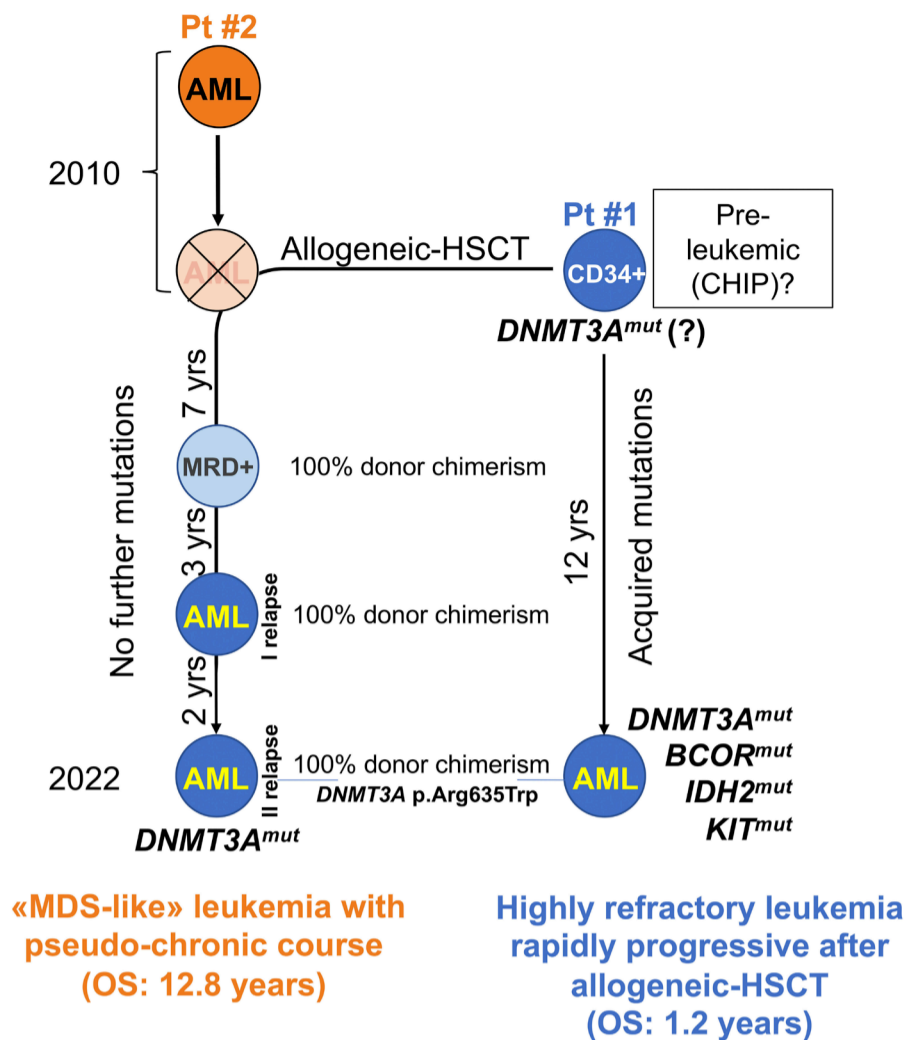 Pt #2
AML
2010
AML
Allogeneic-HSCT
Pt #1
CD34+
Pre-
leukemic
(CHIP)?
DNMT3Amut (?)
No further mutations
7 yrs
MRD+
100% donor chimerism
3 yrs
AML
I relapse
100% donor chimerism
2 yrs
12 yrs
Acquired mutations
2022
AML
II relapse
100% donor chimerism
DNMT3A p.Arg635Trp
AML
DNMT3Amut
BCORmut
IDH2mut
KITmut
DNMT3Amut
«MDS-like» leukemia with
pseudo-chronic course
(OS: 12.8 years)
Highly refractory leukemia
rapidly progressive after
allogeneic-HSCT
(OS: 1.2 years)